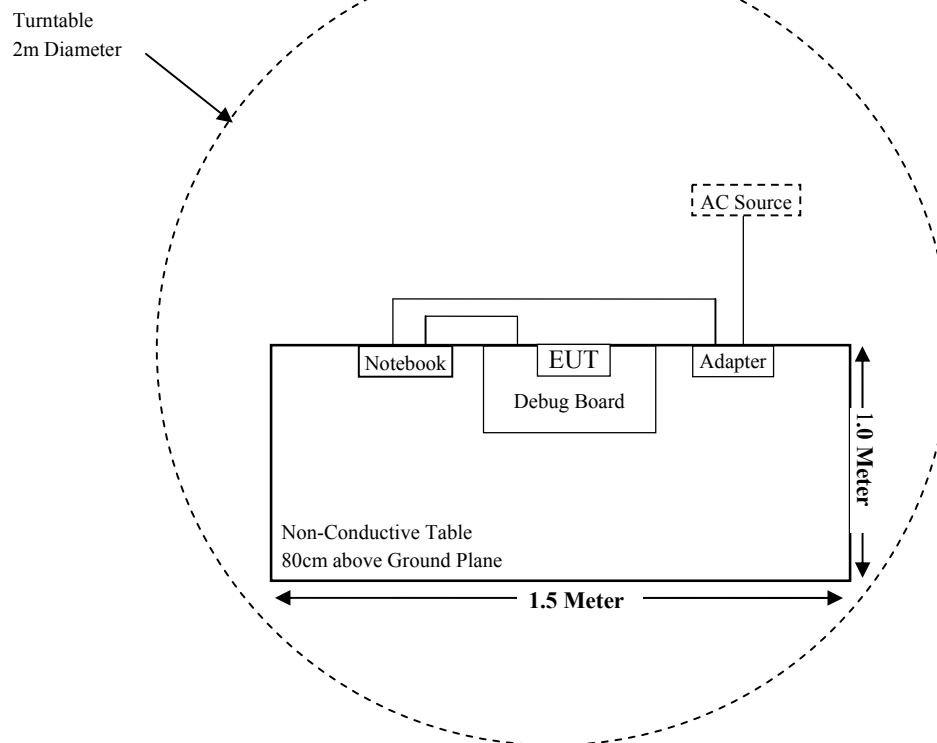 Turntable
2m Diameter
AC Source
Notebook
EUT
Adapter
Debug Board
1.0 Meter
Non-Conductive Table
80cm above Ground Plane
1.5 Meter